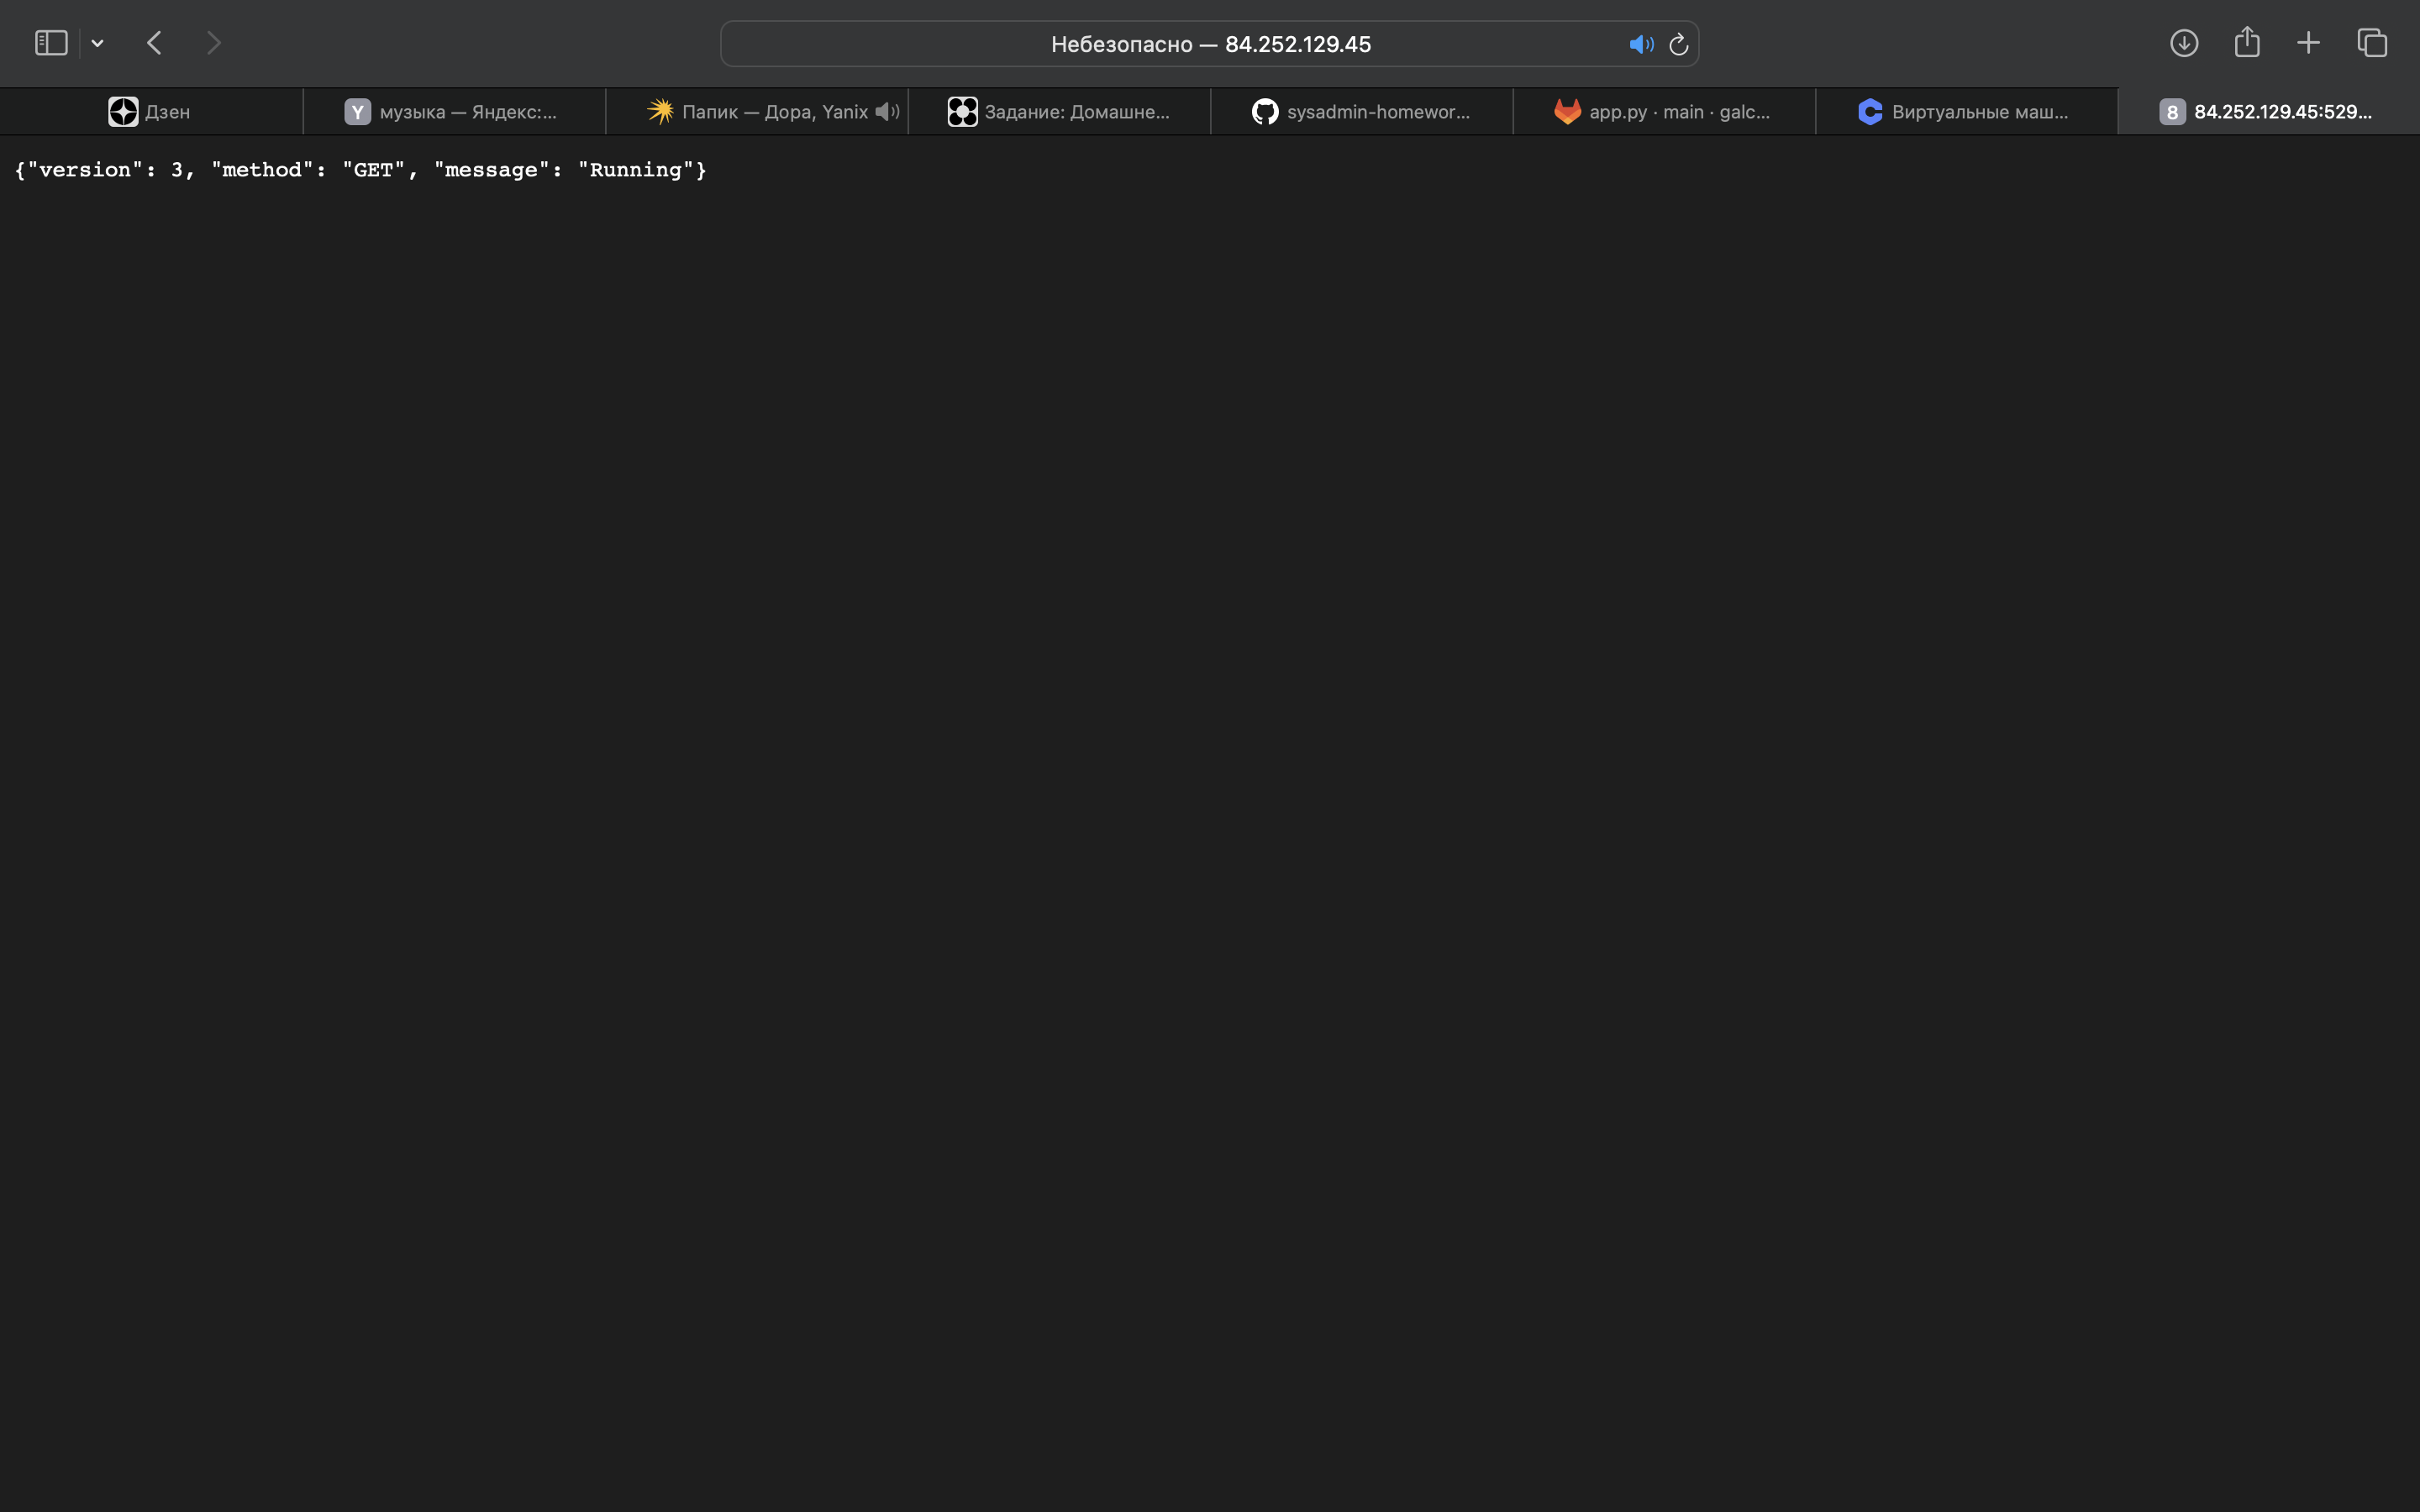 Небезопасно — 84.252.129.45
Дзен
Y музыка — Яндекс:...
Папик — Дора, Yanix
Задание: Домашне...
sysadmin-homewor...
app.py · main · galc...
Виртуальные маш...
8 84.252.129.45:529...
{"version": 3, "method": "GET", "message": "Running"}